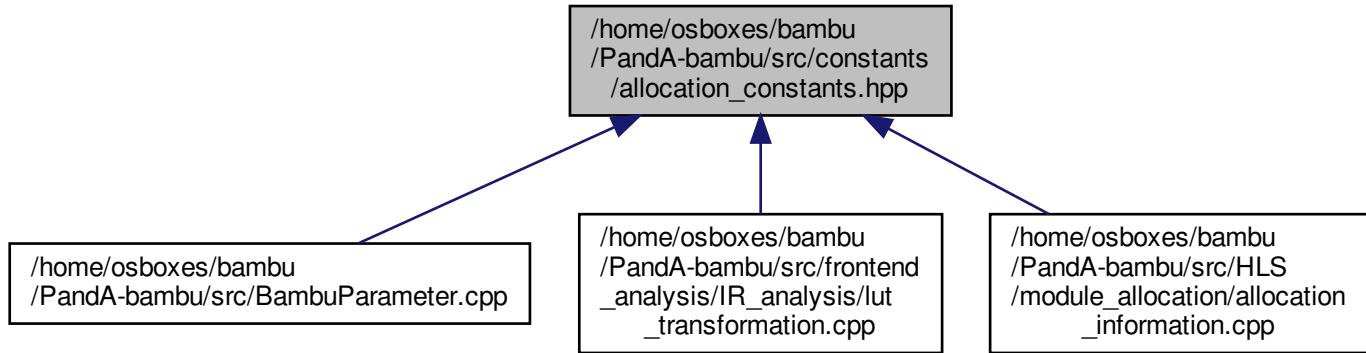 /home/osboxes/bambu
/PandA-bambu/src/constants
/allocation_constants.hpp
/home/osboxes/bambu
/PandA-bambu/src/BambuParameter.cpp
/home/osboxes/bambu
/PandA-bambu/src/frontend
_analysis/IR_analysis/lut
_transformation.cpp
/home/osboxes/bambu
/PandA-bambu/src/HLS
/module_allocation/allocation
_information.cpp